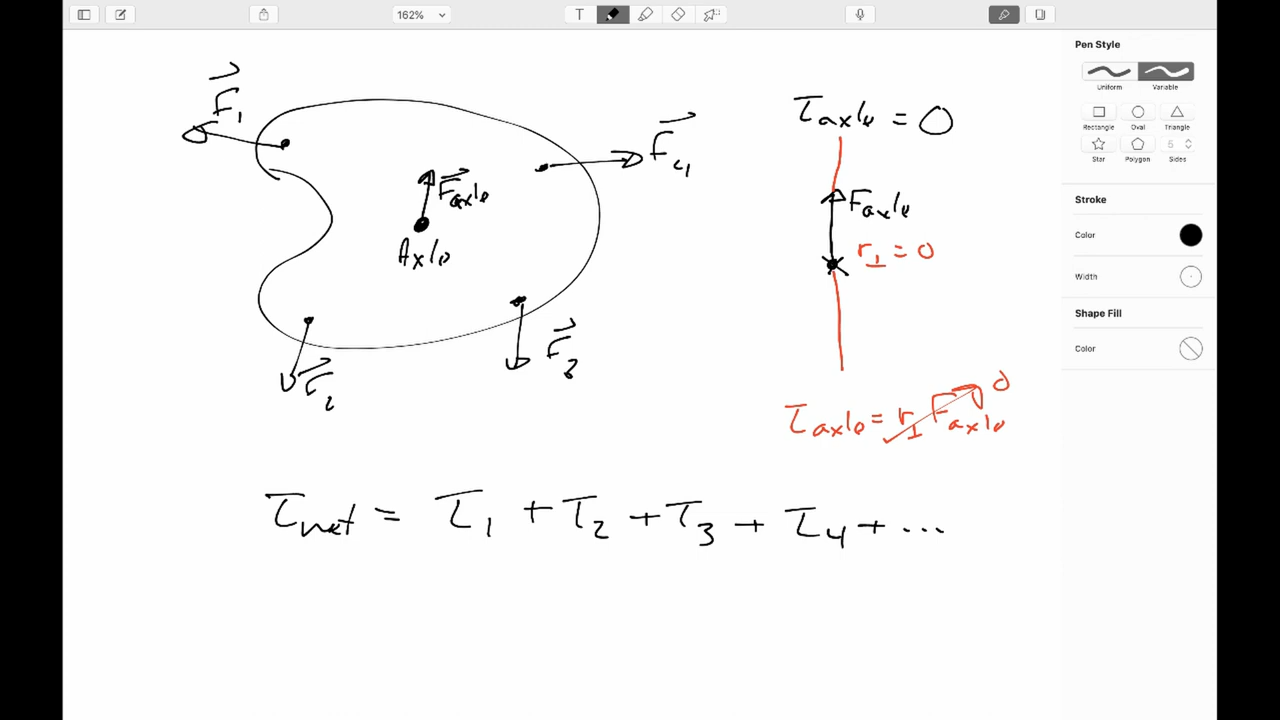 162%
T
Pen Style
Uniform
Variable
Rectangle
Oval
Triangle
Star
Polygon
6
Sides
Stroke
Color
Width
Shape Fill
Color
F⃗₁
F⃗₄
F⃗axle
Axle
F⃗₂
F⃗₃
τaxle = 0
Faxle
r⊥ = 0
τaxle = r⊥ Faxle 0
τnet = τ₁ + τ₂ + τ₃ + τ₄ + ...